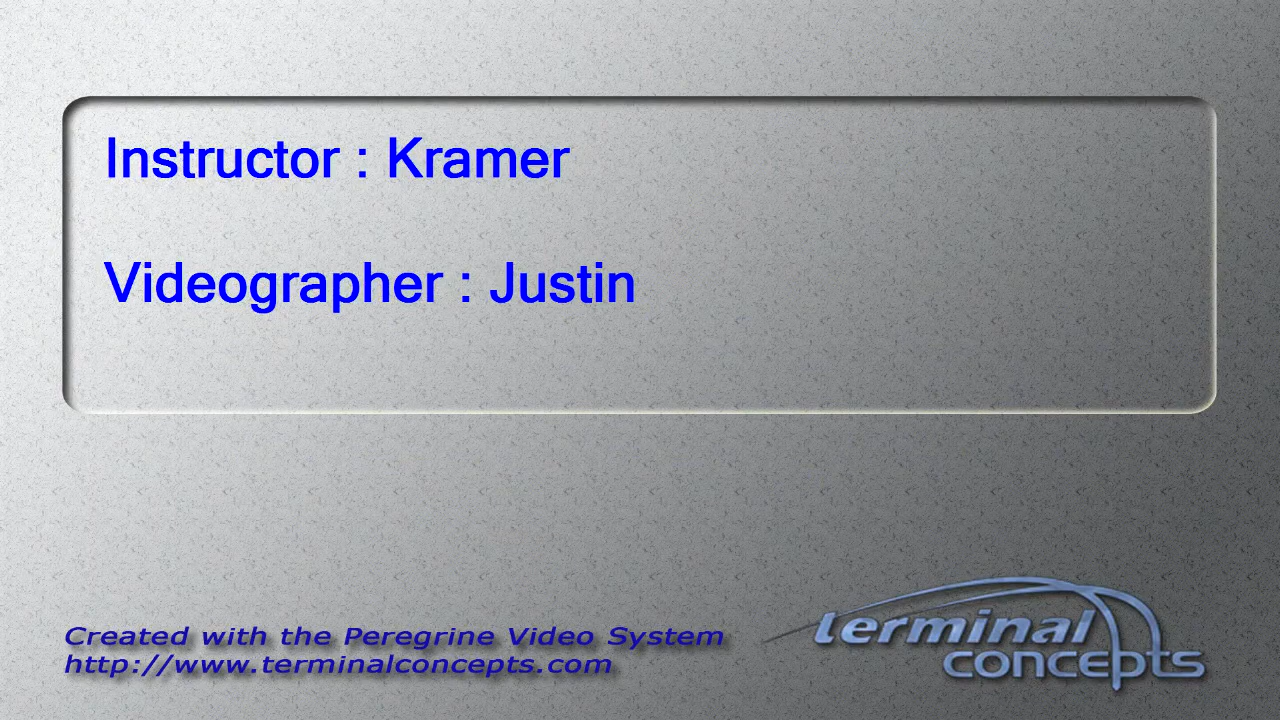 Instructor : Kramer
Videographer : Justin
Created with the Peregrine Video System
http://www.terminalconcepts.com
terminal
concepts